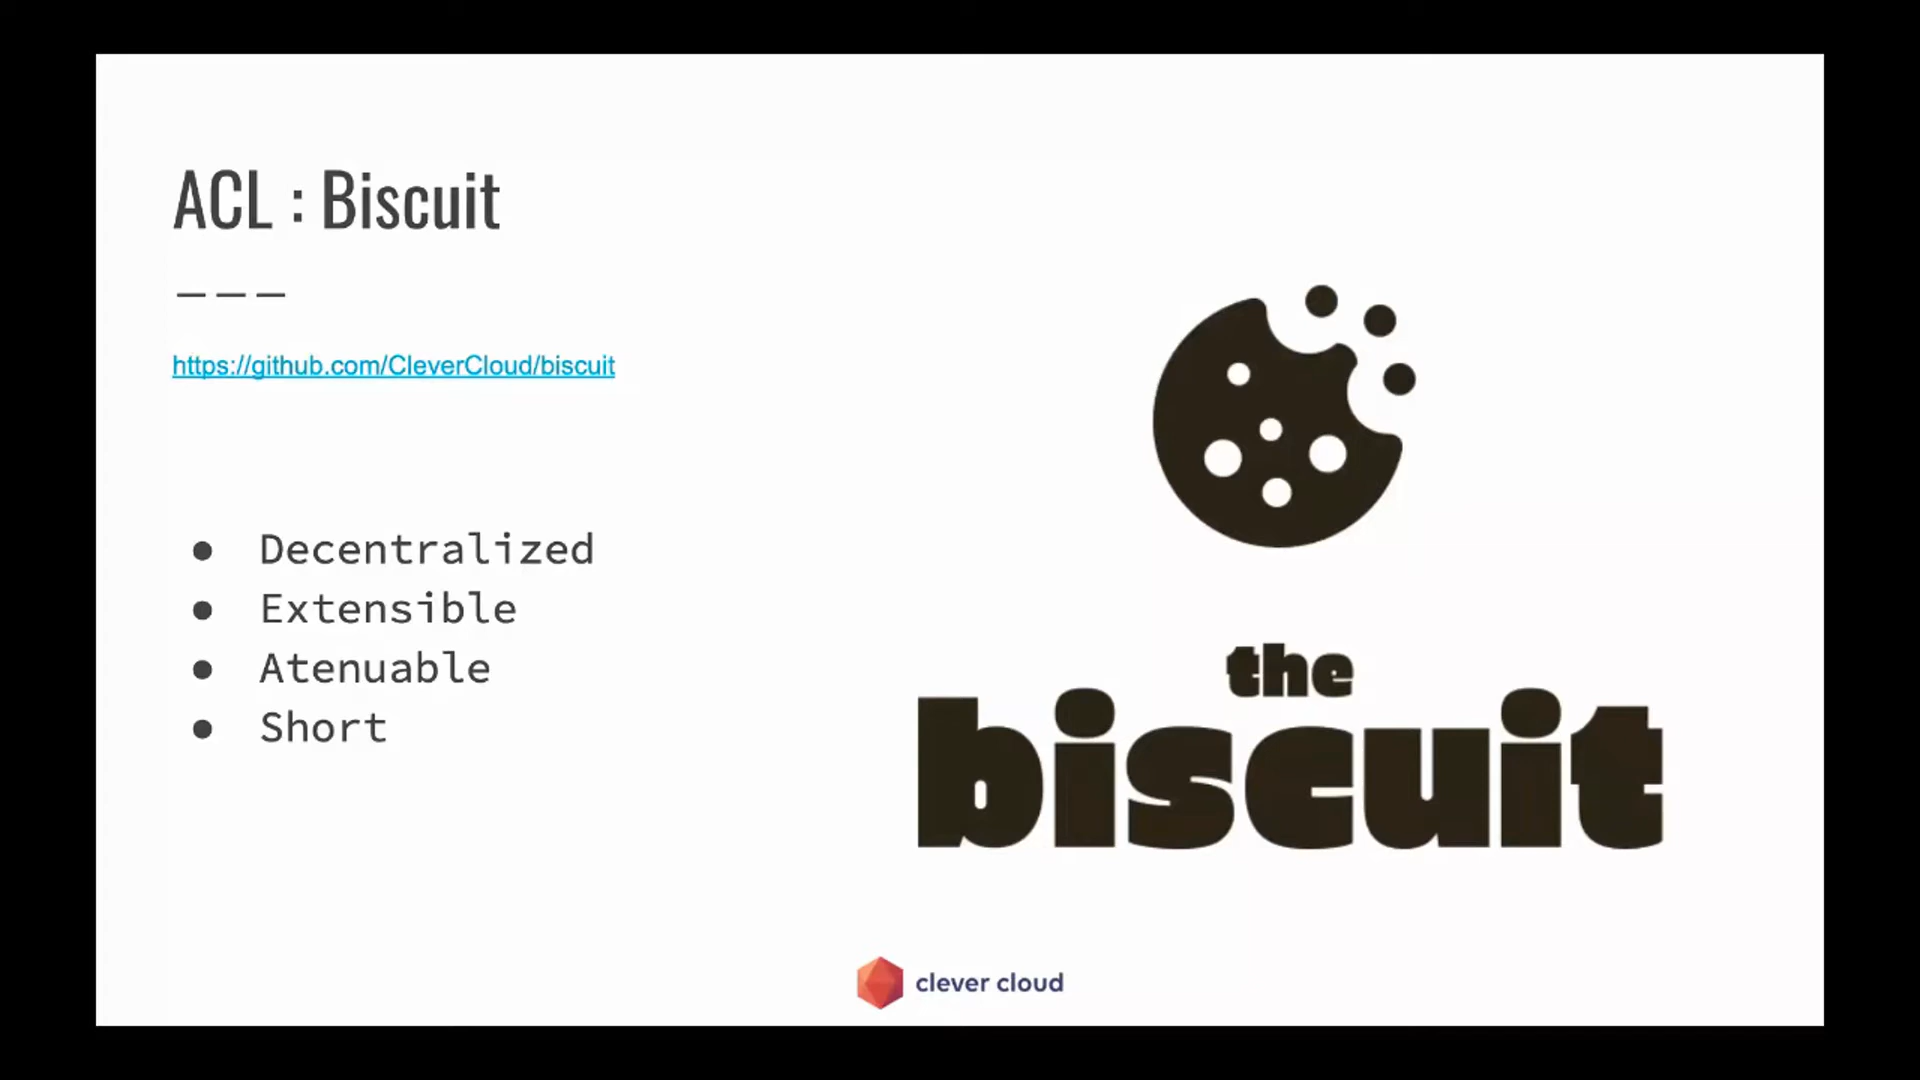 ACL : Biscuit
https://github.com/CleverCloud/biscuit
● Decentralized
● Extensible
● Atenuable
● Short
the
biscuit
clever cloud